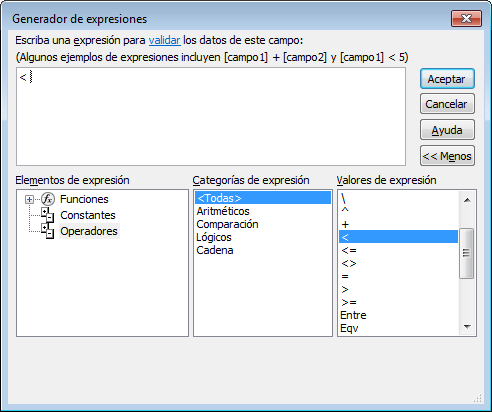 Generador de expresiones
Escriba una expresión para validar los datos de este campo:
(Algunos ejemplos de expresiones incluyen [campo1] + [campo2] y [campo1] < 5)
<
Aceptar
Cancelar
Ayuda
<< Menos
Elementos de expresión
Funciones
Constantes
Operadores
Categorías de expresión
<Todas>
Aritméticos
Comparación
Lógicos
Cadena
Valores de expresión
\
^
+
<
<=
<>
=
>
>=
Entre
Eqv